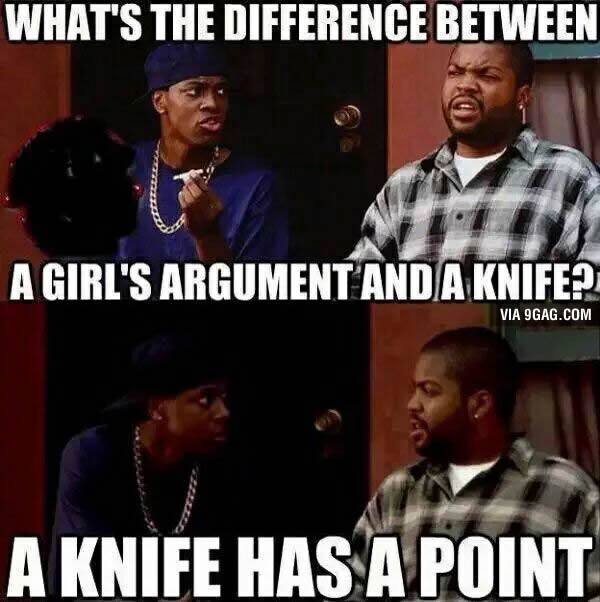 WHAT'S THE DIFFERENCE BETWEEN
A GIRL'S ARGUMENT AND A KNIFE?
VIA 9GAG.COM
A KNIFE HAS A POINT